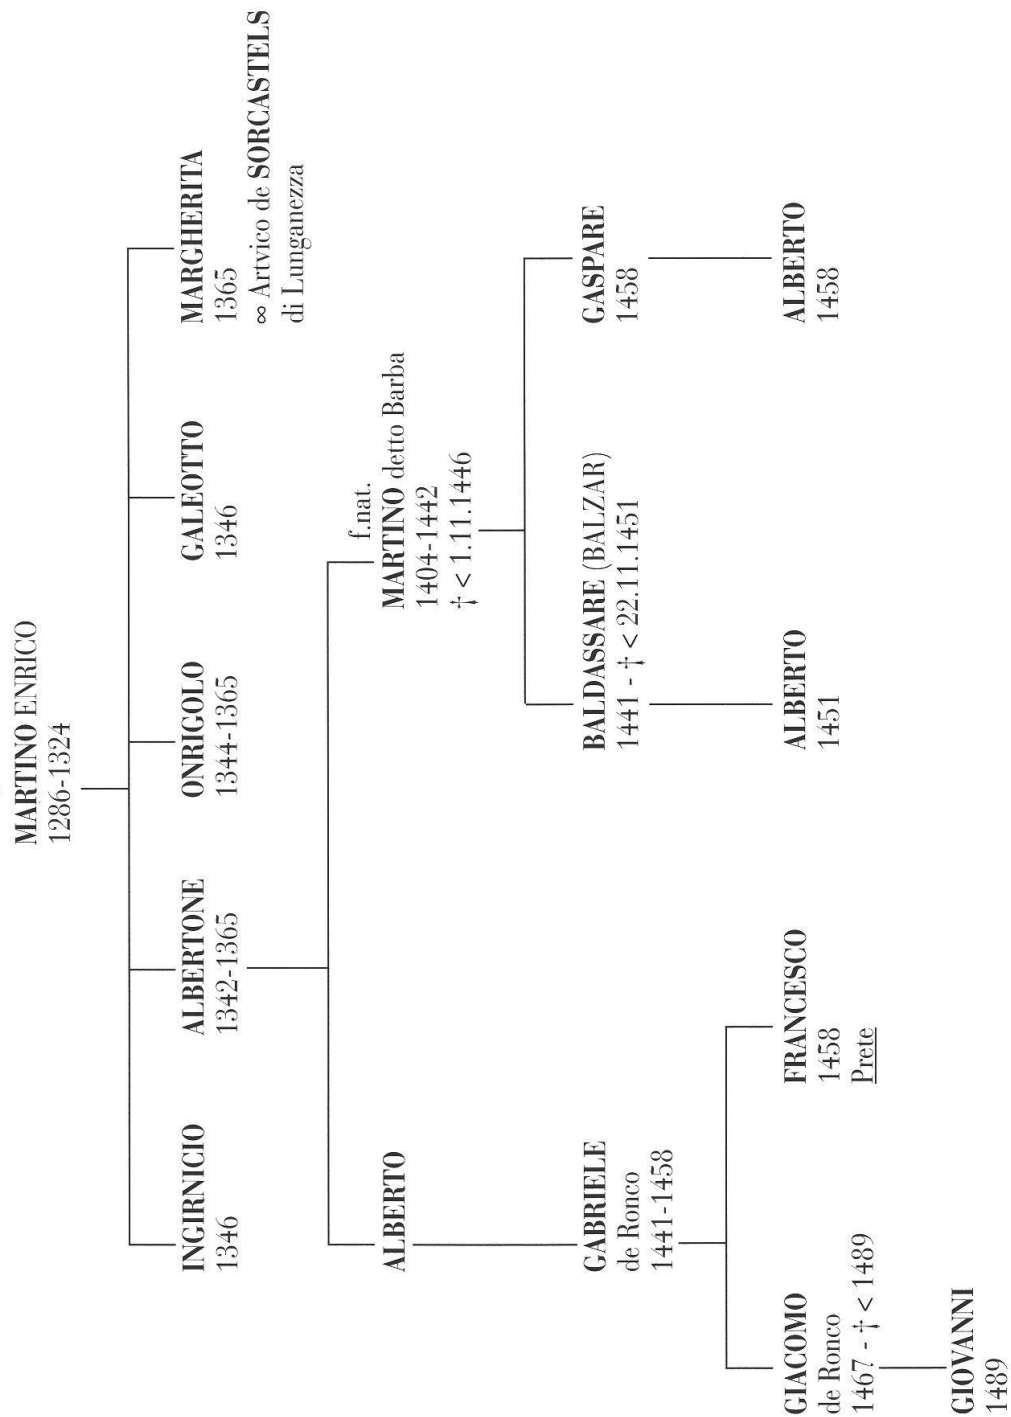 MARTINO ENRICO
1286-1324
INGIRNICIO
1346
ALBERTONE
1342-1365
ONRIGOLO
1344-1365
GALEOTTO
1346
MARGHERITA
1365
∞ Artvico de SORCASTELS
di Lunganezza
ALBERTO
f.nat.
MARTINO detto Barba
1404-1442
† < 1.11.1446
GABRIELE
de Ronco
1441-1458
BALDASSARE (BALZAR)
1441 - † < 22.11.1451
GASPARE
1458
GIACOMO
de Ronco
1467 - † < 1489
FRANCESCO
1458
Prete
ALBERTO
1451
ALBERTO
1458
GIOVANNI
1489